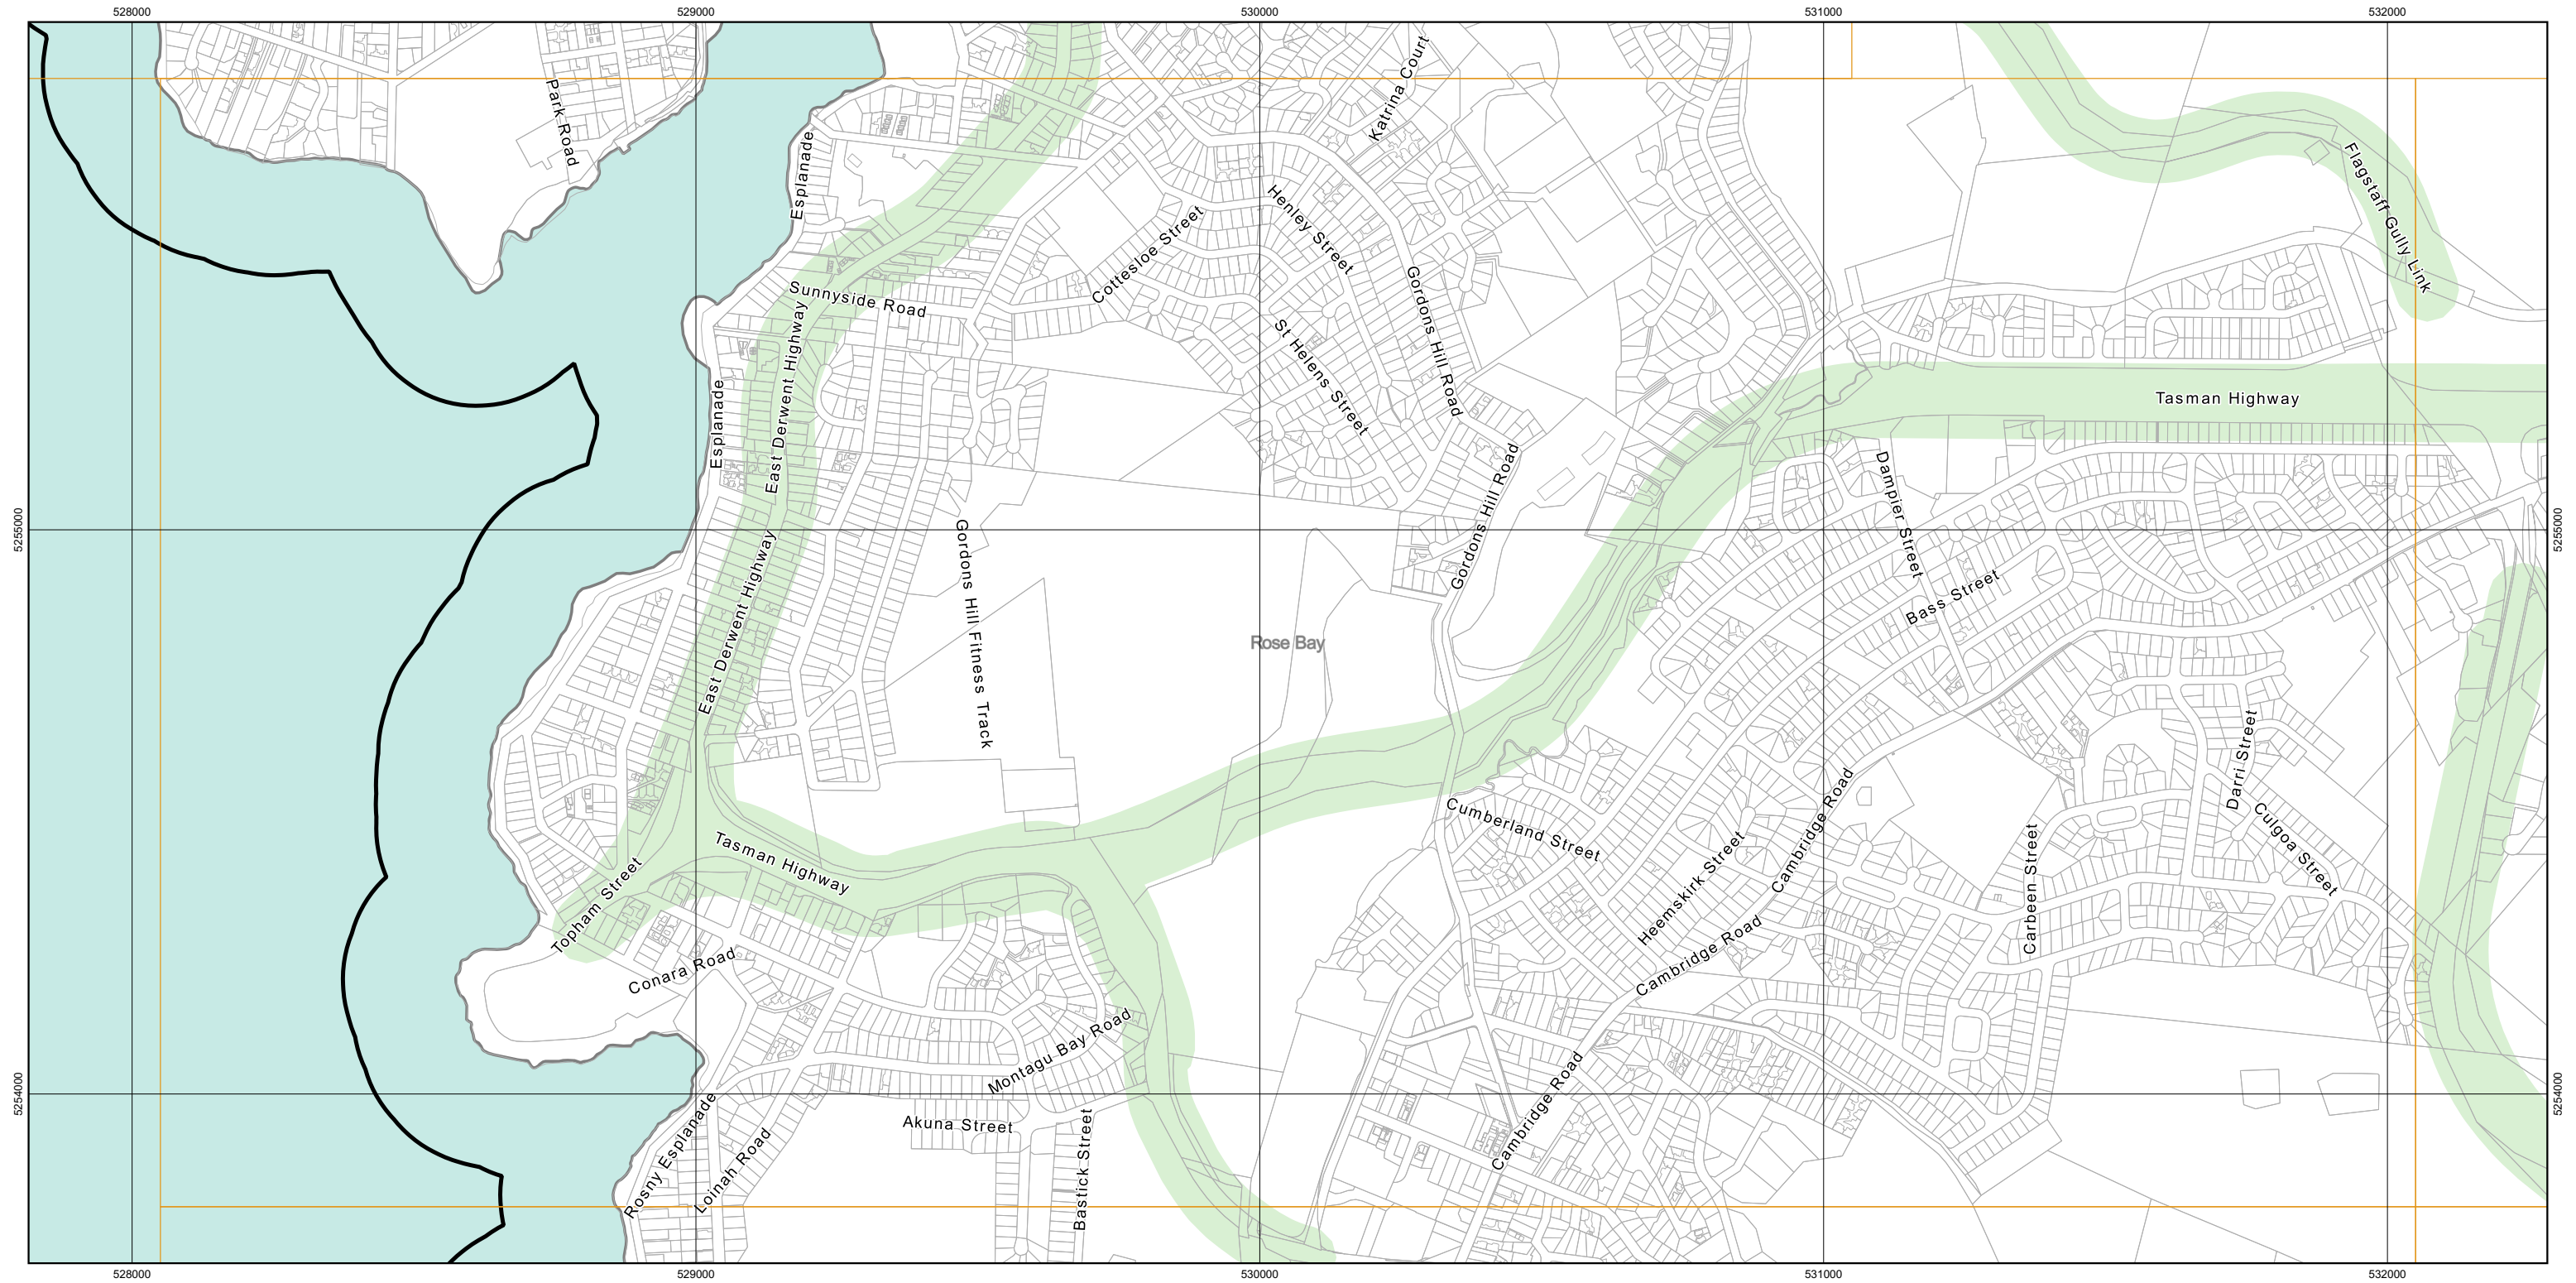 528000
529000
530000
531000
532000
Park Road
Esplanade
Katrina Court
Flagstaff Gully Link
Henley Street
Cottesloe Street
Sunnyside Road
Gordons Hill Road
St Helens Street
East Derwent Highway
Esplanade
Tasman Highway
Dampier Street
Gordons Hill Road
5255000
5255000
Gordons Hill Fitness Track
East Derwent Highway
Bass Street
Rose Bay
Darri Street
Cambridge Road
Cumberland Street
Culgoa Street
Heemskirk Street
Carbeen Street
Tasman Highway
Topham Street
Cambridge Road
Conara Road
Montagu Bay Road
5254000
5254000
Cambridge Road
Akuna Street
Rosny Esplanade
Loinah Road
Bastick Street
528000
529000
530000
531000
532000